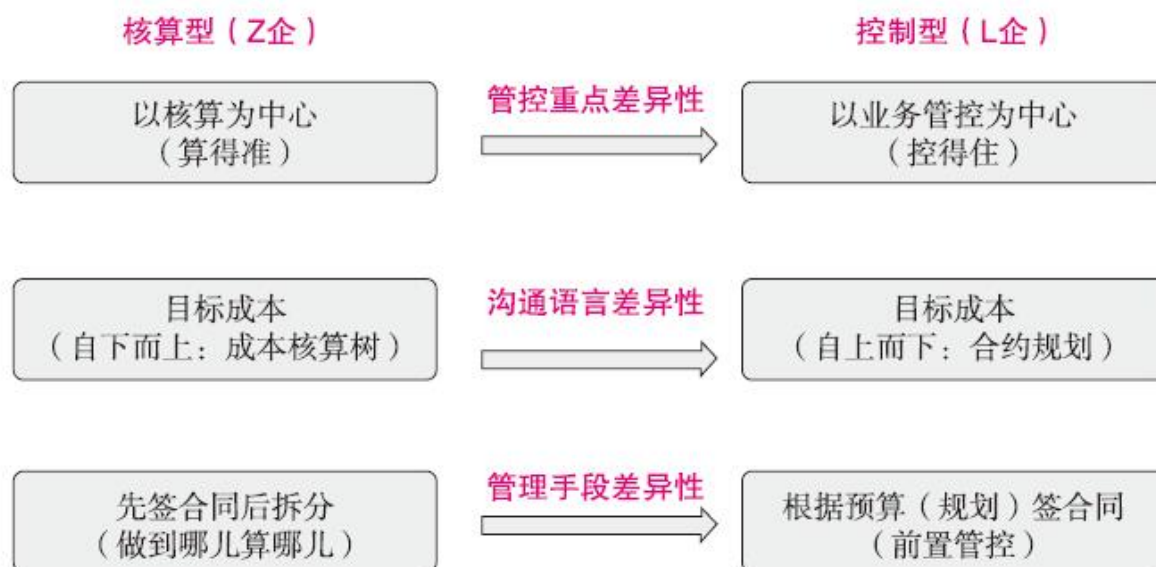 核算型（Z企）
控制型（L企）
以核算为中心
（算得准）
管控重点差异性
以业务管控为中心
（控得住）
目标成本
（自下而上：成本核算树）
沟通语言差异性
目标成本
（自上而下：合约规划）
先签合同后拆分
（做到哪儿算哪儿）
管理手段差异性
根据预算（规划）签合同
（前置管控）